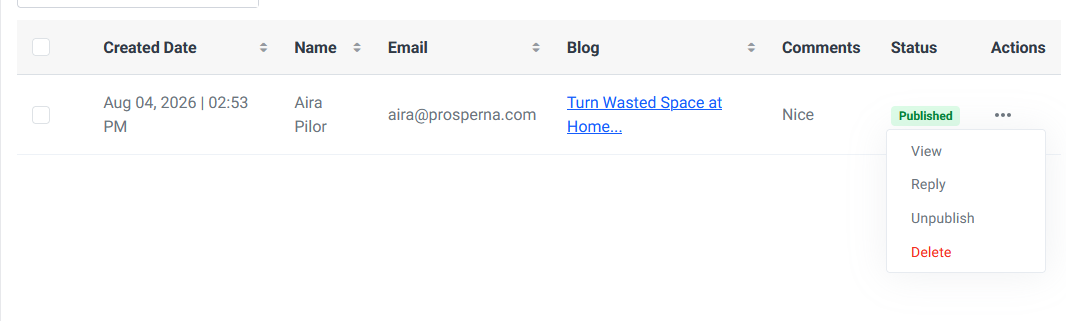 Created Date Name Email Blog Comments Status Actions
Aug 04, 2026 | 02:53 PM Aira Pilor aira@prosperna.com Turn Wasted Space at Home... Nice Published
View
Reply
Unpublish
Delete